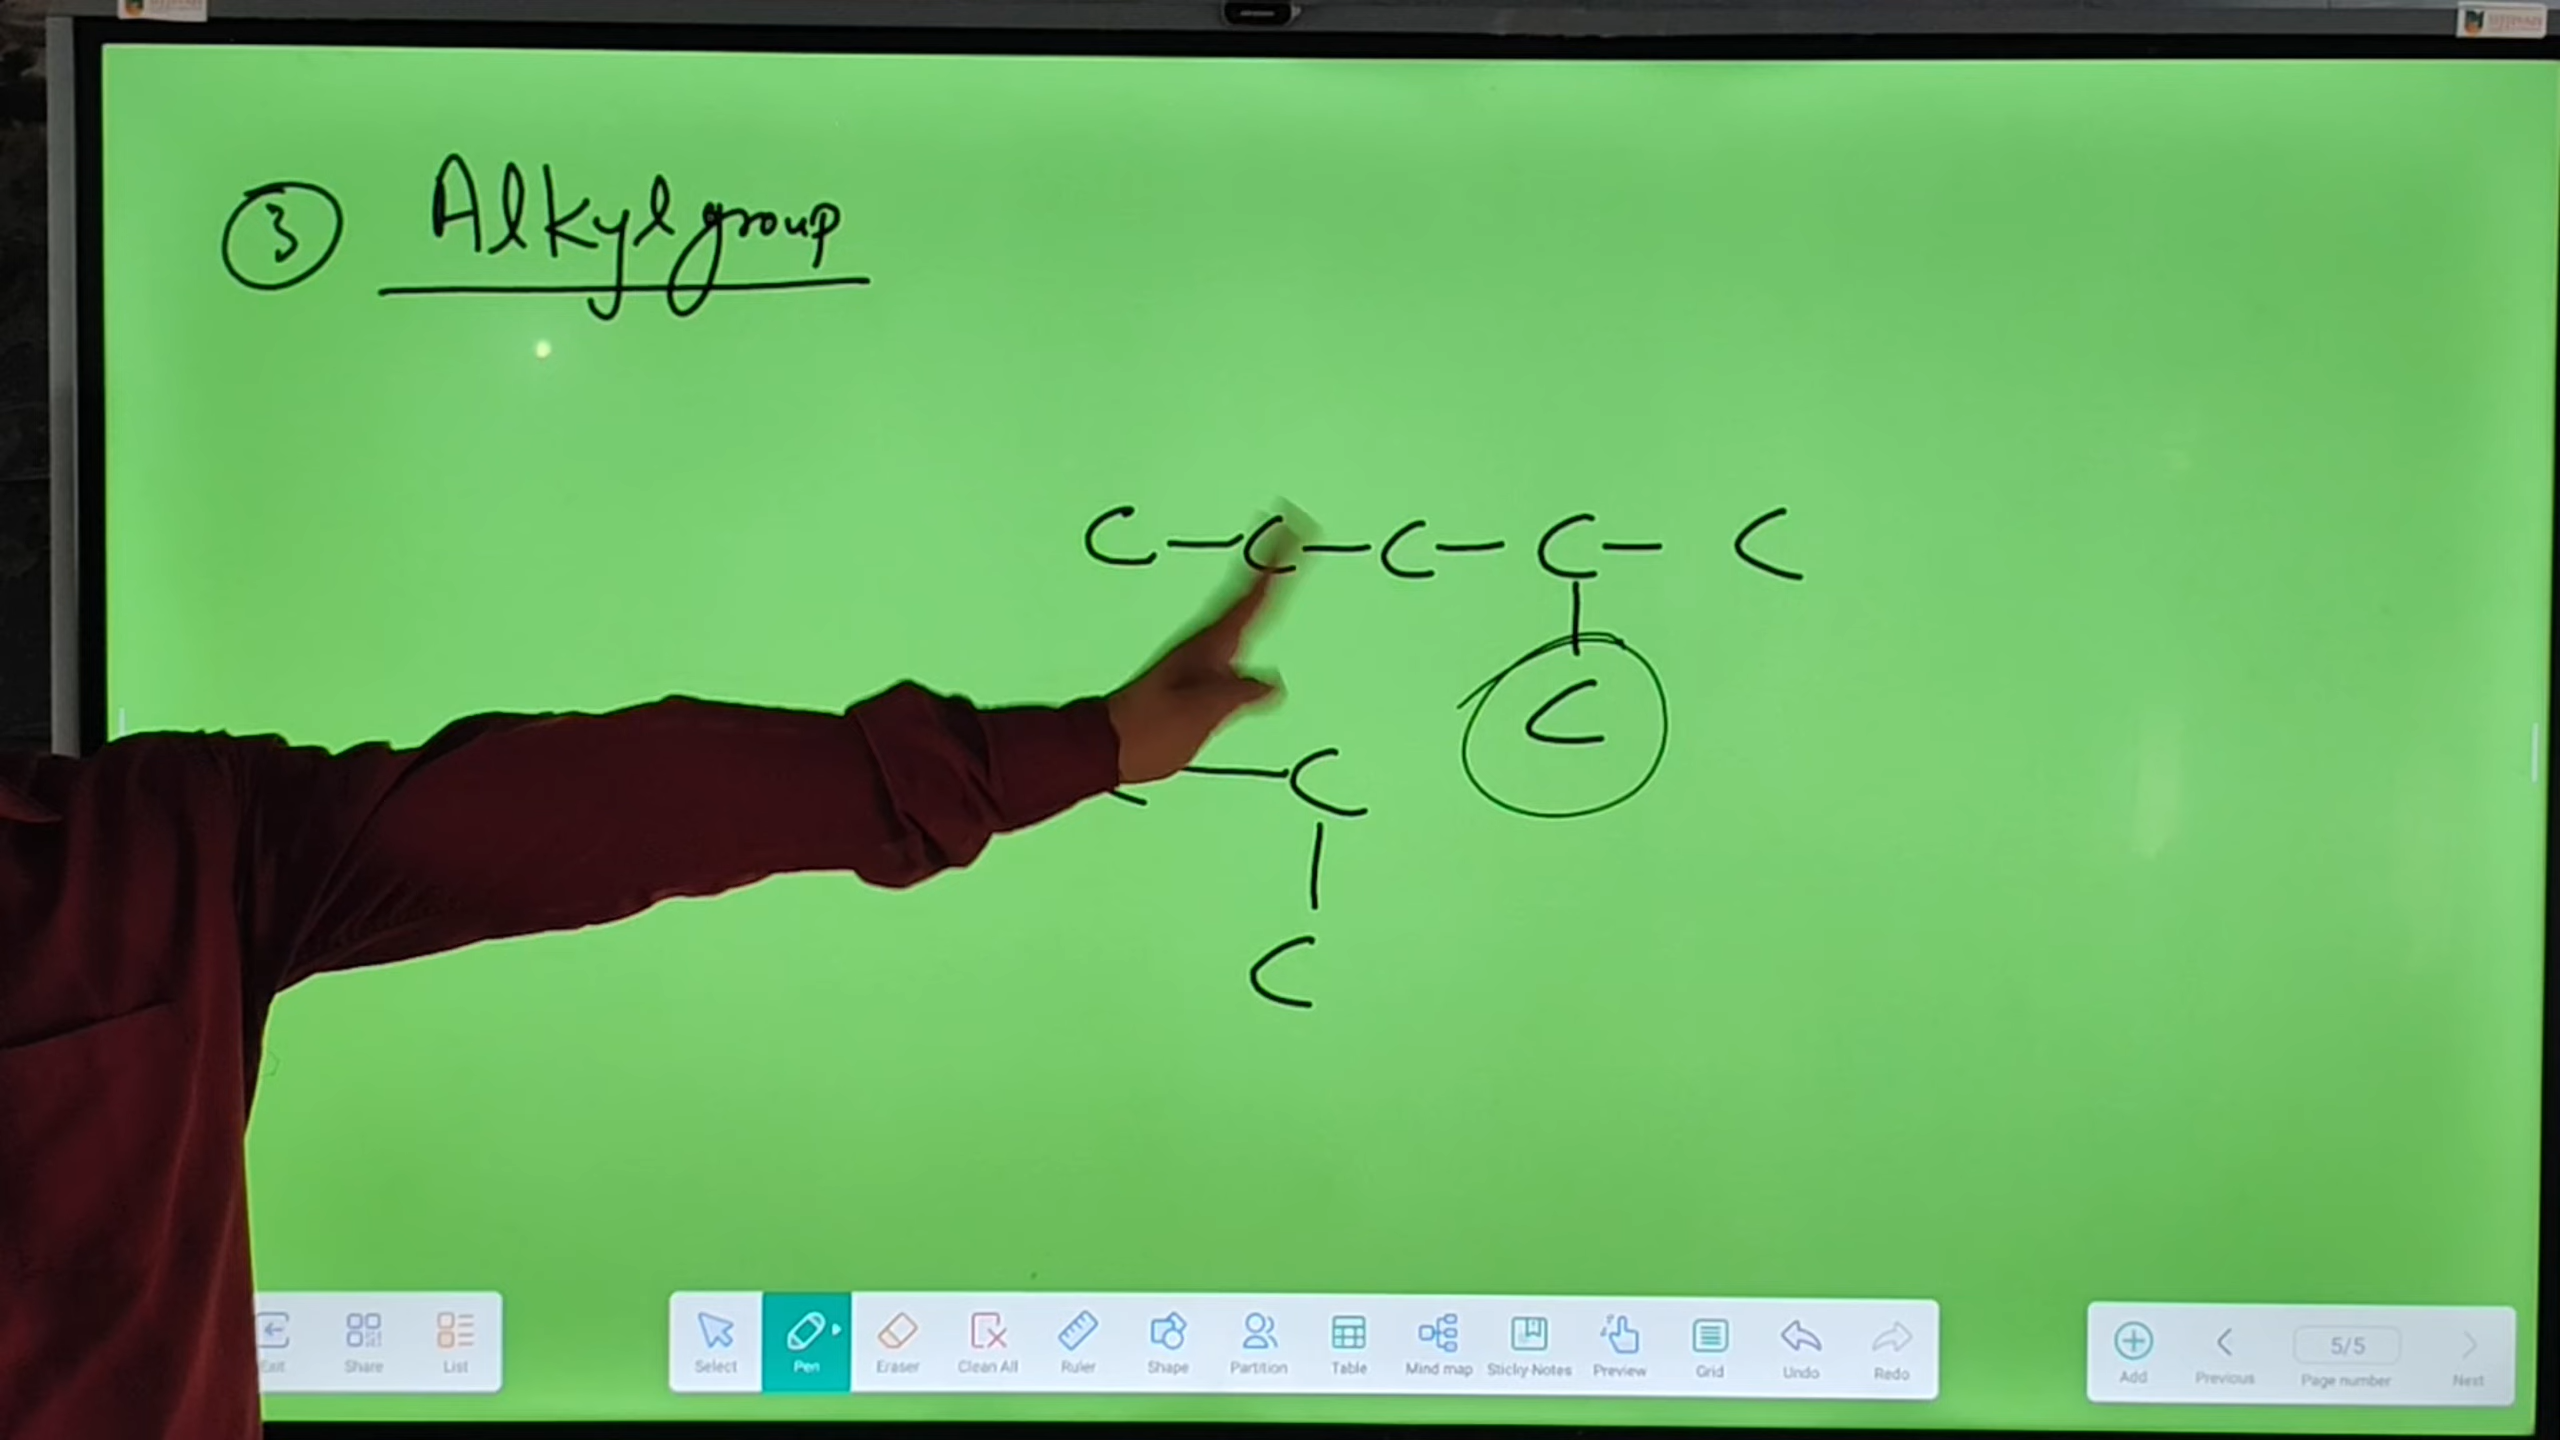 3 Alkyl group
C-C-C-C- C
C
-C
C
Share List
Select Pen Eraser Clean All Ruler Shape Partition Table Mind map Sticky Notes Preview Grid Undo Redo
Add Previous 5/5 Page number Next